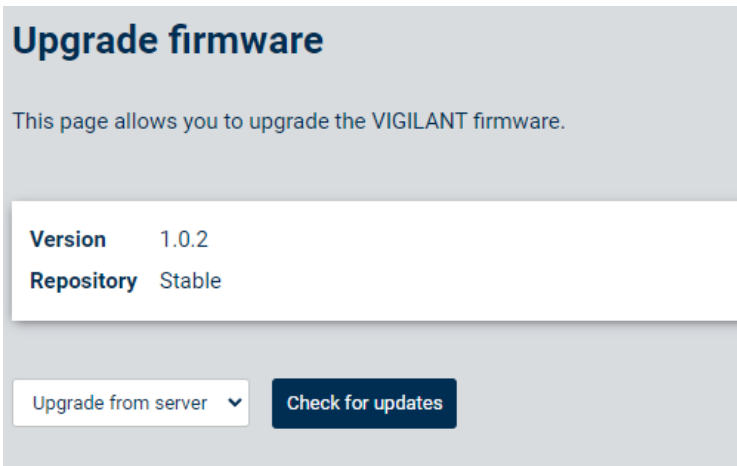 Upgrade firmware
This page allows you to upgrade the VIGILANT firmware.
Version 1.0.2
Repository Stable
Upgrade from server Check for updates